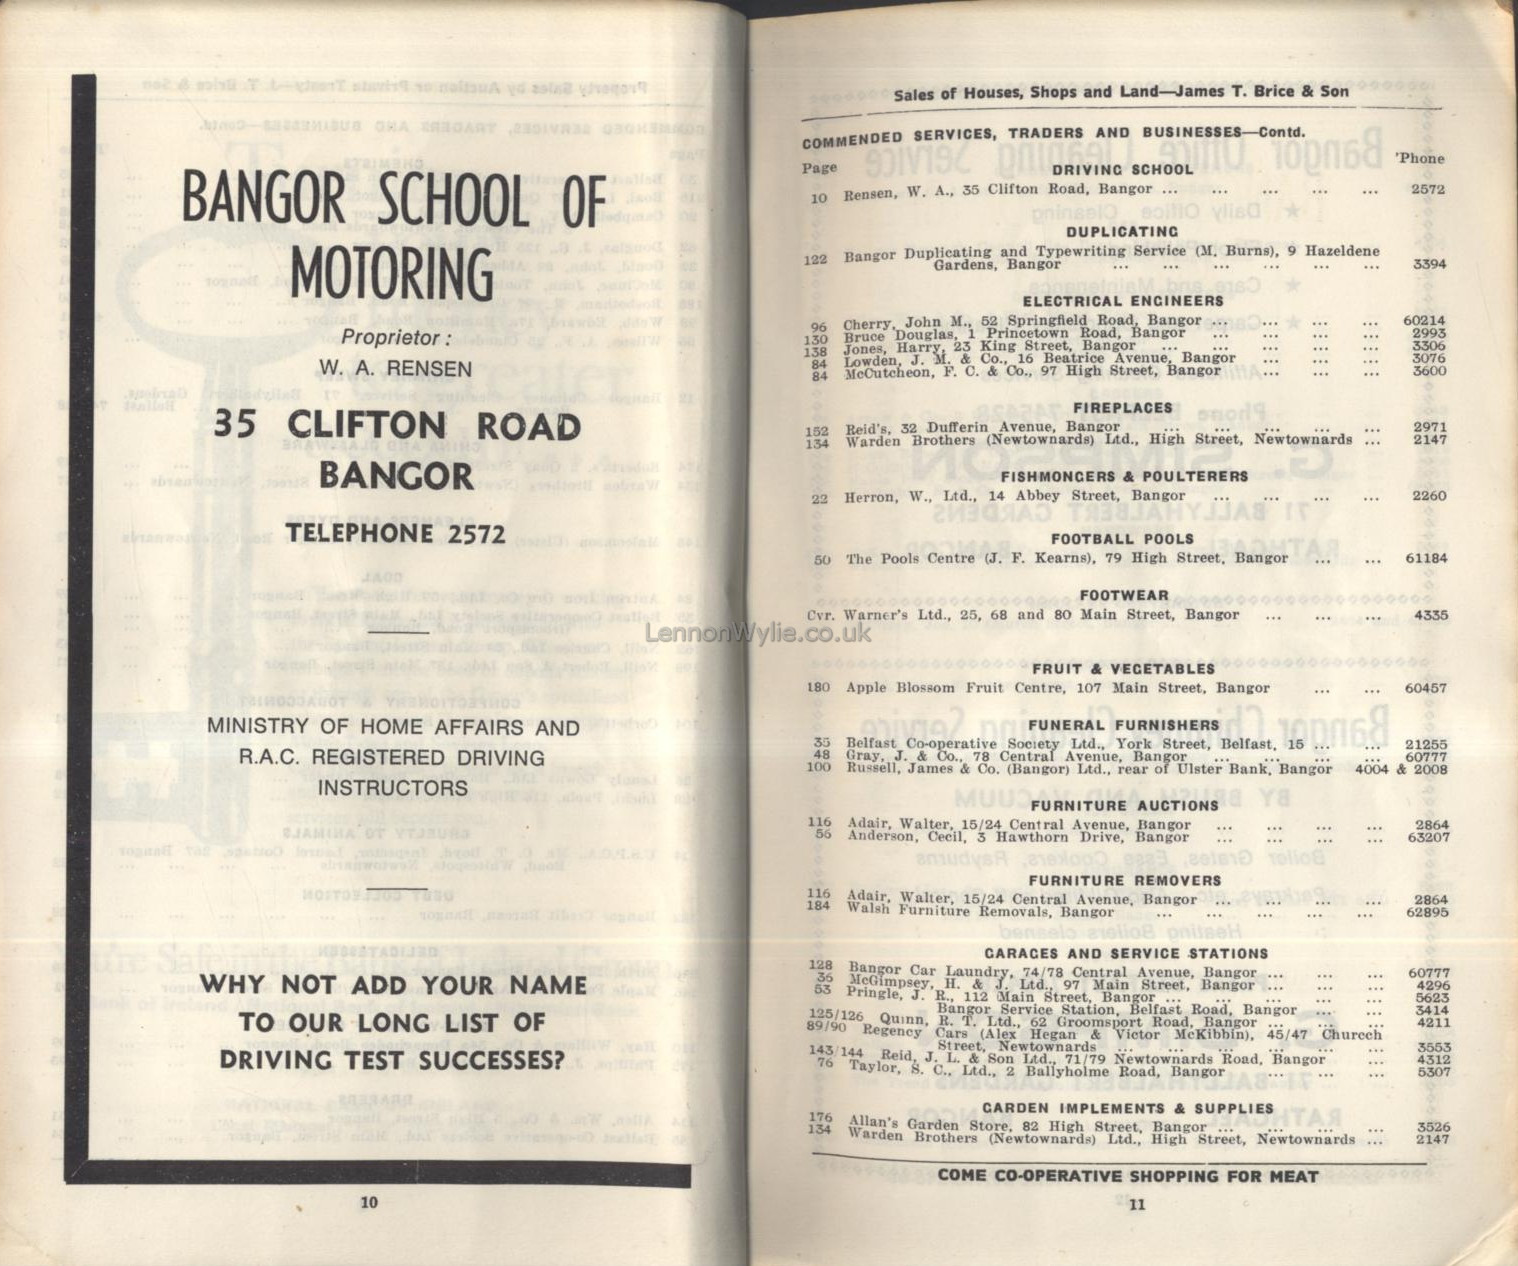 BANGOR SCHOOL OF
MOTORING
Proprietor :
W. A. RENSEN
35 CLIFTON ROAD
BANGOR
TELEPHONE 2572
MINISTRY OF HOME AFFAIRS AND
R.A.C. REGISTERED DRIVING
INSTRUCTORS
WHY NOT ADD YOUR NAME
TO OUR LONG LIST OF
DRIVING TEST SUCCESSES?
10
LennonWylie.co.uk
Sales of Houses, Shops and Land—James T. Brice & Son
COMMENDED SERVICES, TRADERS AND BUSINESSES—Contd.
Page 'Phone
DRIVING SCHOOL
10 Rensen, W. A., 35 Clifton Road, Bangor ... ... ... ... ... 2572
DUPLICATING
122 Bangor Duplicating and Typewriting Service (M. Burns), 9 Hazeldene
Gardens, Bangor ... ... ... ... ... ... 3394
ELECTRICAL ENGINEERS
96 Cherry, John M., 52 Springfield Road, Bangor ... ... ... ... 60214
130 Bruce Douglas, 1 Princetown Road, Bangor ... ... ... ... 2993
138 Jones, Harry, 23 King Street, Bangor ... ... ... ... ... 3306
84 Lowden, J. M. & Co., 16 Beatrice Avenue, Bangor ... ... ... 3076
84 McCutcheon, F. C. & Co., 97 High Street, Bangor ... ... ... 3600
FIREPLACES
152 Reid's, 32 Dufferin Avenue, Bangor ... ... ... ... ... 2971
134 Warden Brothers (Newtownards) Ltd., High Street, Newtownards ... 2147
FISHMONGERS & POULTERERS
22 Herron, W., Ltd., 14 Abbey Street, Bangor ... ... ... ... 2260
FOOTBALL POOLS
50 The Pools Centre (J. F. Kearns), 79 High Street, Bangor ... ... 61184
FOOTWEAR
Cvr. Warner's Ltd., 25, 68 and 80 Main Street, Bangor ... ... ... 4335
FRUIT & VEGETABLES
180 Apple Blossom Fruit Centre, 107 Main Street, Bangor ... ... 60457
FUNERAL FURNISHERS
35 Belfast Co-operative Society Ltd., York Street, Belfast, 15 ... ... 21255
48 Gray, J. & Co., 78 Central Avenue, Bangor ... ... ... ... 60777
100 Russell, James & Co. (Bangor) Ltd., rear of Ulster Bank, Bangor 4004 & 2008
FURNITURE AUCTIONS
116 Adair, Walter, 15/24 Central Avenue, Bangor ... ... ... ... 2864
56 Anderson, Cecil, 3 Hawthorn Drive, Bangor ... ... ... ... 63207
FURNITURE REMOVERS
116 Adair, Walter, 15/24 Central Avenue, Bangor ... ... ... ... 2864
184 Walsh Furniture Removals, Bangor ... ... ... ... ... 62895
GARAGES AND SERVICE STATIONS
128 Bangor Car Laundry, 74/78 Central Avenue, Bangor ... ... ... 60777
36 McGimpsey, H. & J. Ltd., 97 Main Street, Bangor ... ... ... 4296
53 Pringle, J. R., 112 Main Street, Bangor ... ... ... ... ... 5623
Bangor Service Station, Belfast Road, Bangor ... ... 3414
125/126 Quinn, R. T. Ltd., 62 Groomsport Road, Bangor ... ... ... 4211
89/90 Regency Cars (Alex Hegan & Victor McKibbin), 45/47 Churcch
Street, Newtownards ... ... ... ... ... ... 3553
143/144 Reid, J. L. & Son Ltd., 71/79 Newtownards Road, Bangor ... ... 4312
76 Taylor, S. C., Ltd., 2 Ballyholme Road, Bangor ... ... ... 5307
GARDEN IMPLEMENTS & SUPPLIES
176 Allan's Garden Store, 82 High Street, Bangor ... ... ... ... 3526
134 Warden Brothers (Newtownards) Ltd., High Street, Newtownards ... 2147
COME CO-OPERATIVE SHOPPING FOR MEAT
11